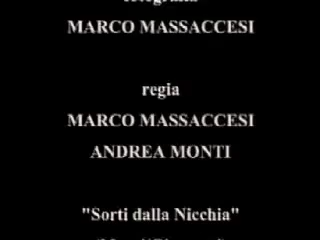 MARCO MASSACCESI
regia
MARCO MASSACCESI
ANDREA MONTI
"Sorti dalla Nicchia"